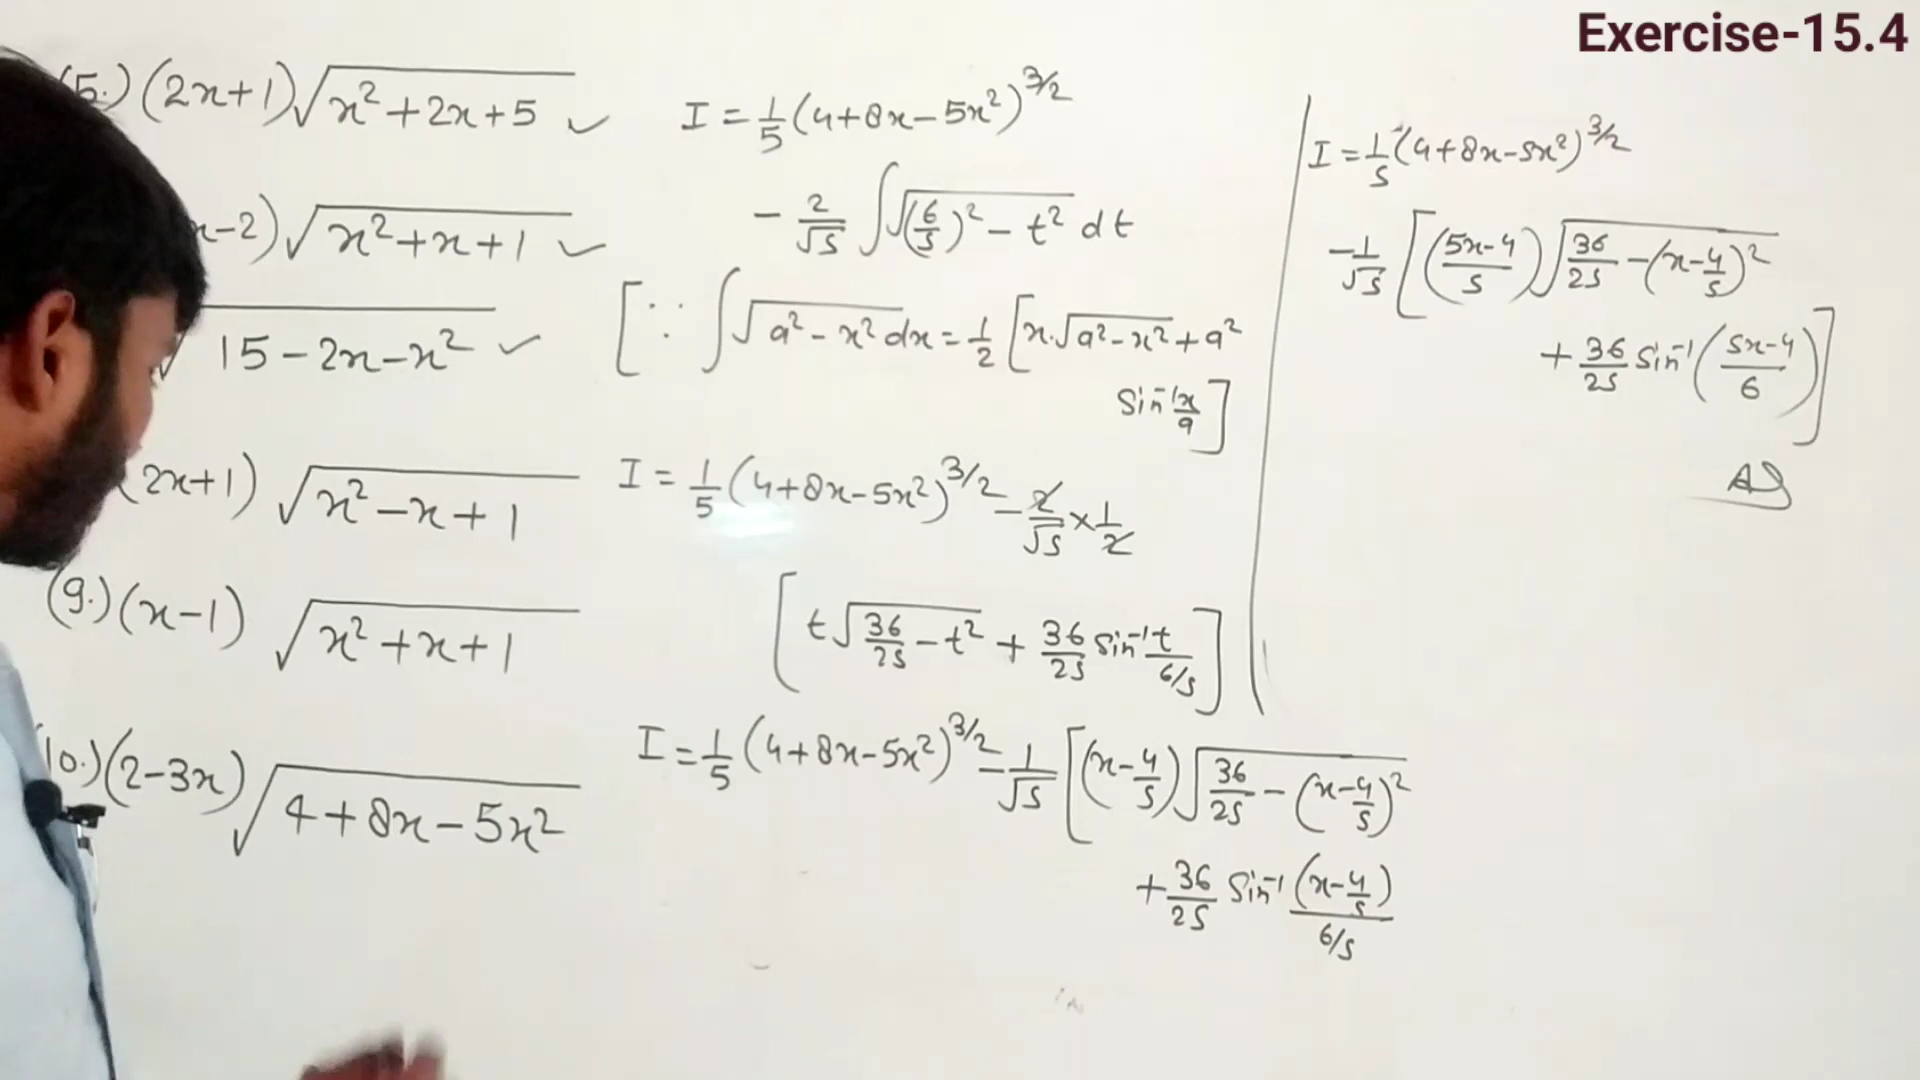 Exercise-15.4
5.) (2x+1)√(x²+2x+5) ✓
x-2)√(x²+x+1) ✓
√(15-2x-x²) ✓
(2x+1) √(x²-x+1)
(9.) (x-1) √(x²+x+1)
10.) (2-3x)√(4+8x-5x²)
I = 1/5 (4+8x-5x²)^3/2
- 2/√5 ∫√((6/5)²-t²) dt
[∵ ∫√(a²-x²) dx = 1/2 [x.√(a²-x²) + a²
Sin⁻¹ x/a]
I = 1/5 (4+8x-5x²)^3/2 - 2/√5 × 1/2
[t√(36/25 - t²) + 36/25 Sin⁻¹ t/(6/5)]
I = 1/5 (4+8x-5x²)^3/2 - 1/√5 [(x-4/5)√(36/25 - (x-4/5)²)
+ 36/25 Sin⁻¹ (x-4/5)/(6/5)
I = 1/5 (4+8x-5x²)^3/2
- 1/√5 [((5x-4)/5)√(36/25 - (x-4/5)²)
+ 36/25 Sin⁻¹ ((5x-4)/6)]